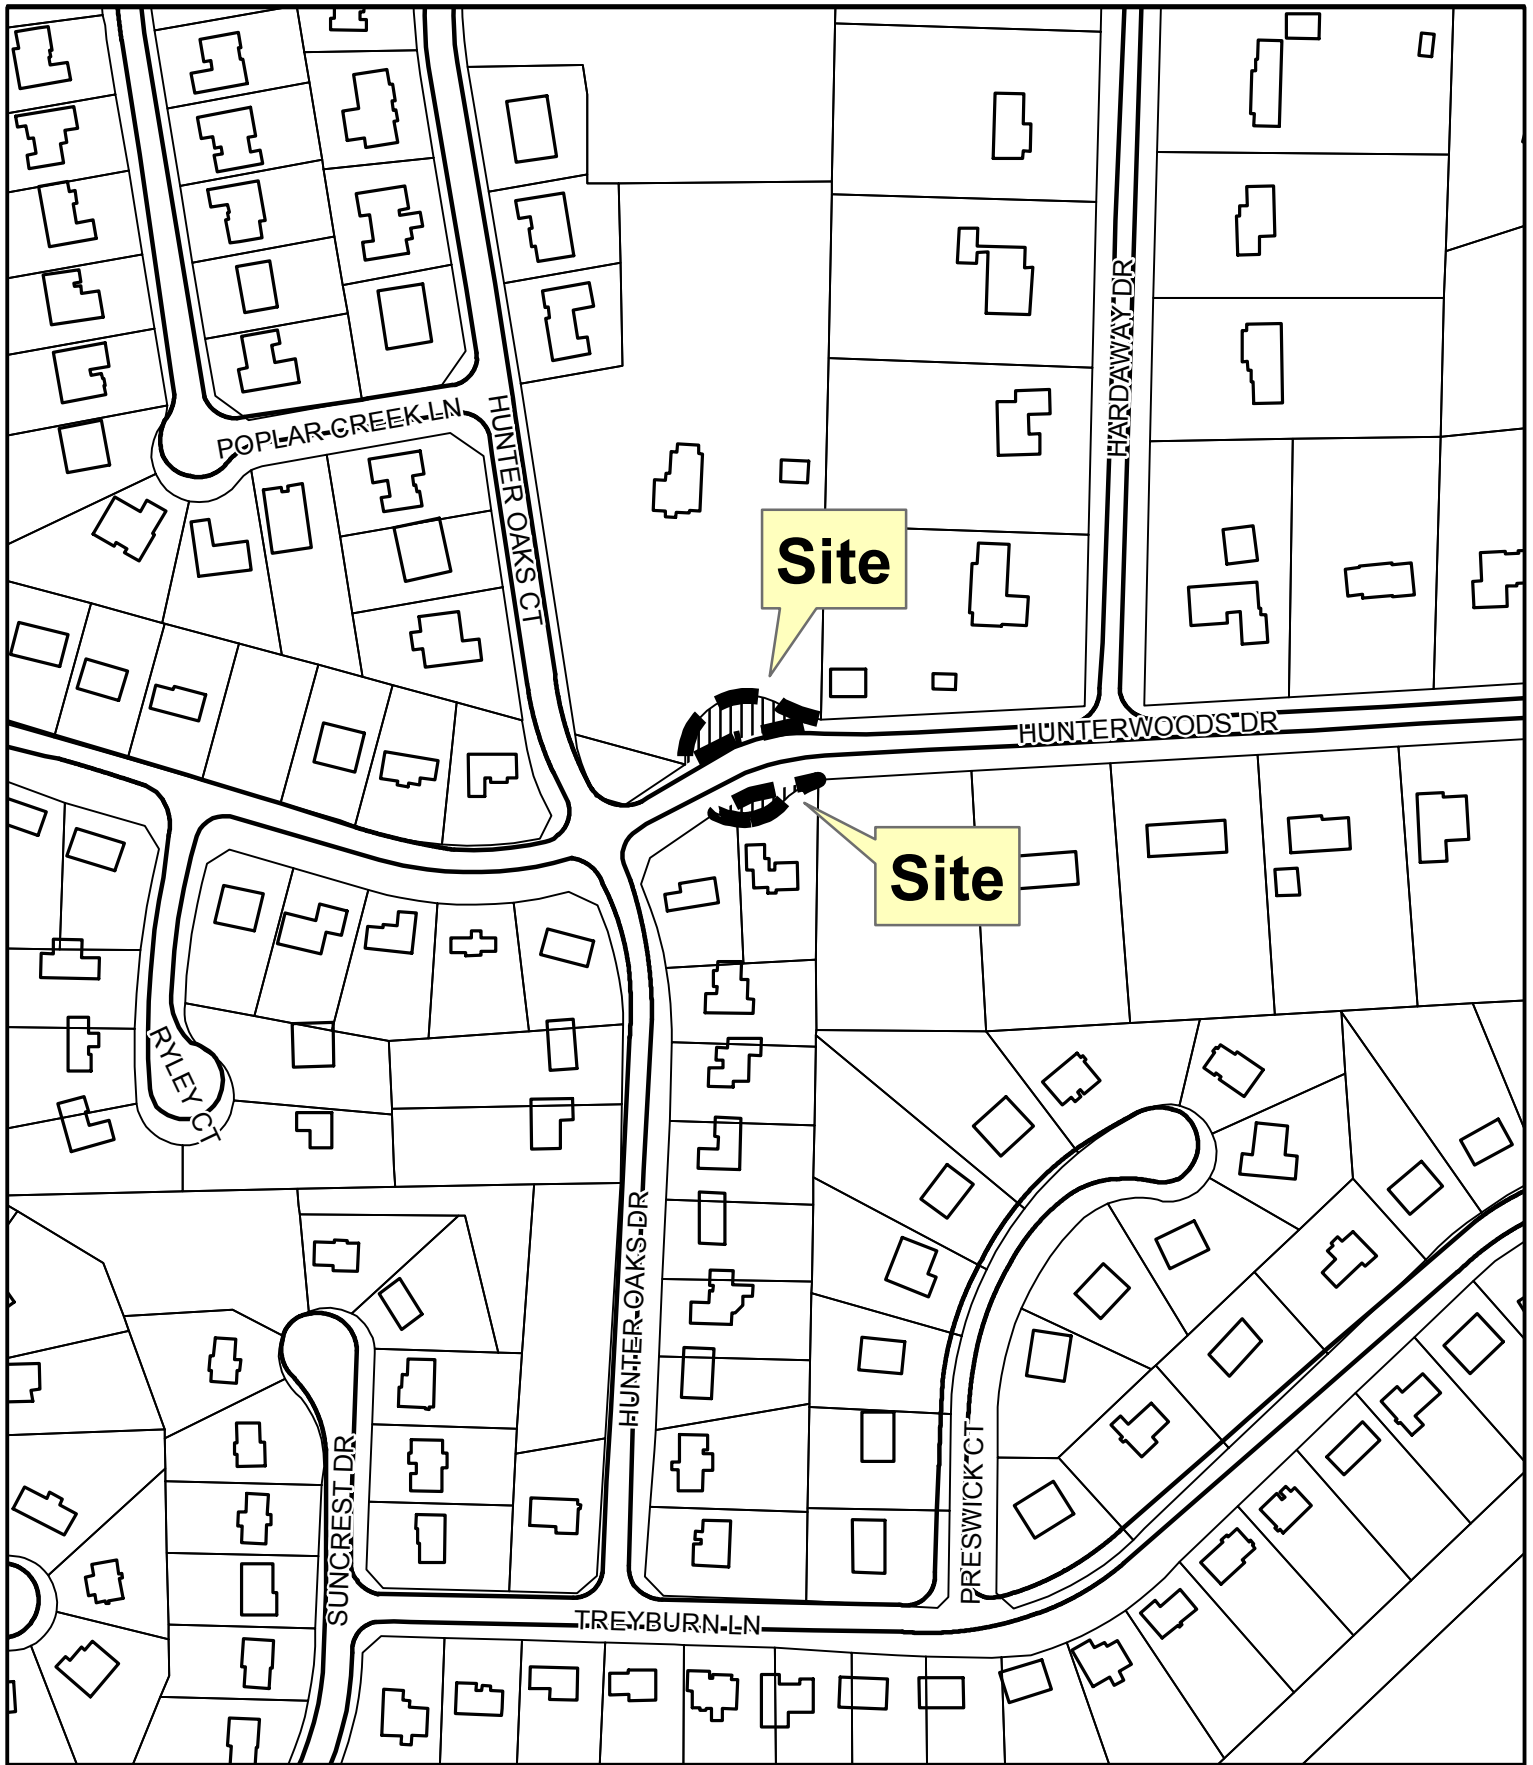 HARDAWAY DR
POPLAR CREEK LN
HUNTER OAKS CT
Site
HUNTERWOODS DR
Site
RYLEY CT
HUNTER OAKS DR
SUNCREST DR
PRESWICK CT
TREYBURN LN